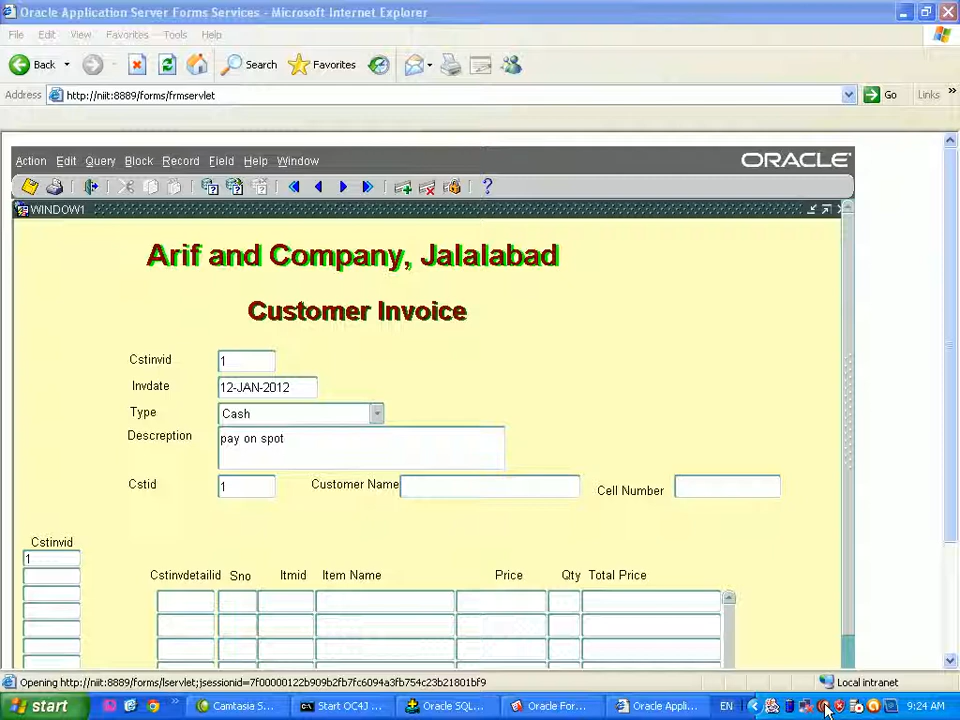 Oracle Application Server Forms Services - Microsoft Internet Explorer
File Edit View Favorites Tools Help
Back Search Favorites
Address http://niit:8889/forms/frmservlet Go Links »
Action Edit Query Block Record Field Help Window ORACLE
WINDOW1
Arif and Company, Jalalabad
Customer Invoice
Cstinvid 1
Invdate 12-JAN-2012
Type Cash
Descreption pay on spot
Cstid 1 Customer Name Cell Number
Cstinvid
1
Cstinvdetailid Sno Itmid Item Name Price Qty Total Price
Opening http://niit:8889/forms/lservlet;jsessionid=7f00000122b909b2fb7fc6094a3fb754c23b21801bf9 Local intranet
start Camtasia S... Start OC4J ... Oracle SQL... Oracle For... Oracle Appli... EN 9:24 AM